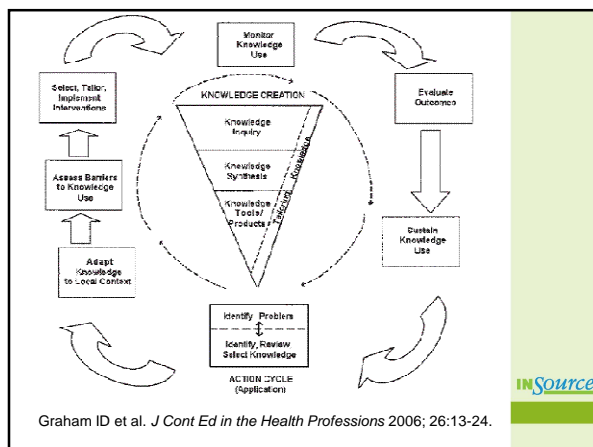 Monitor
Knowledge
Use
Select, Tailor,
Implement
Interventions
KNOWLEDGE CREATION
Evaluate
Outcomes
Knowledge
Inquiry
Knowledge
Synthesis
Knowledge
Tools/
Products
Tailoring Knowledge
Assess Barriers
to Knowledge
Use
Sustain
Knowledge
Use
Adapt
Knowledge
to Local Context
Identify Problem
Identify, Review
Select Knowledge
ACTION CYCLE
(Application)
INSource
Graham ID et al. J Cont Ed in the Health Professions 2006; 26:13-24.